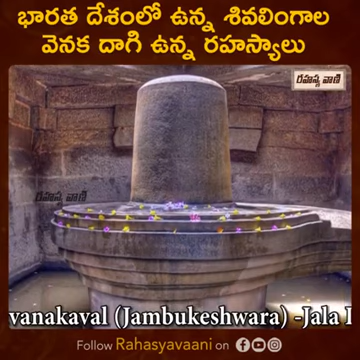 భారత దేశంలో ఉన్న శివలింగాల
వెనక దాగి ఉన్న రహస్యాలు
రహస్య వాణి
రహస్య వాణి
vanakaval (Jambukeshwara) -Jala
Follow Rahasyavaani on